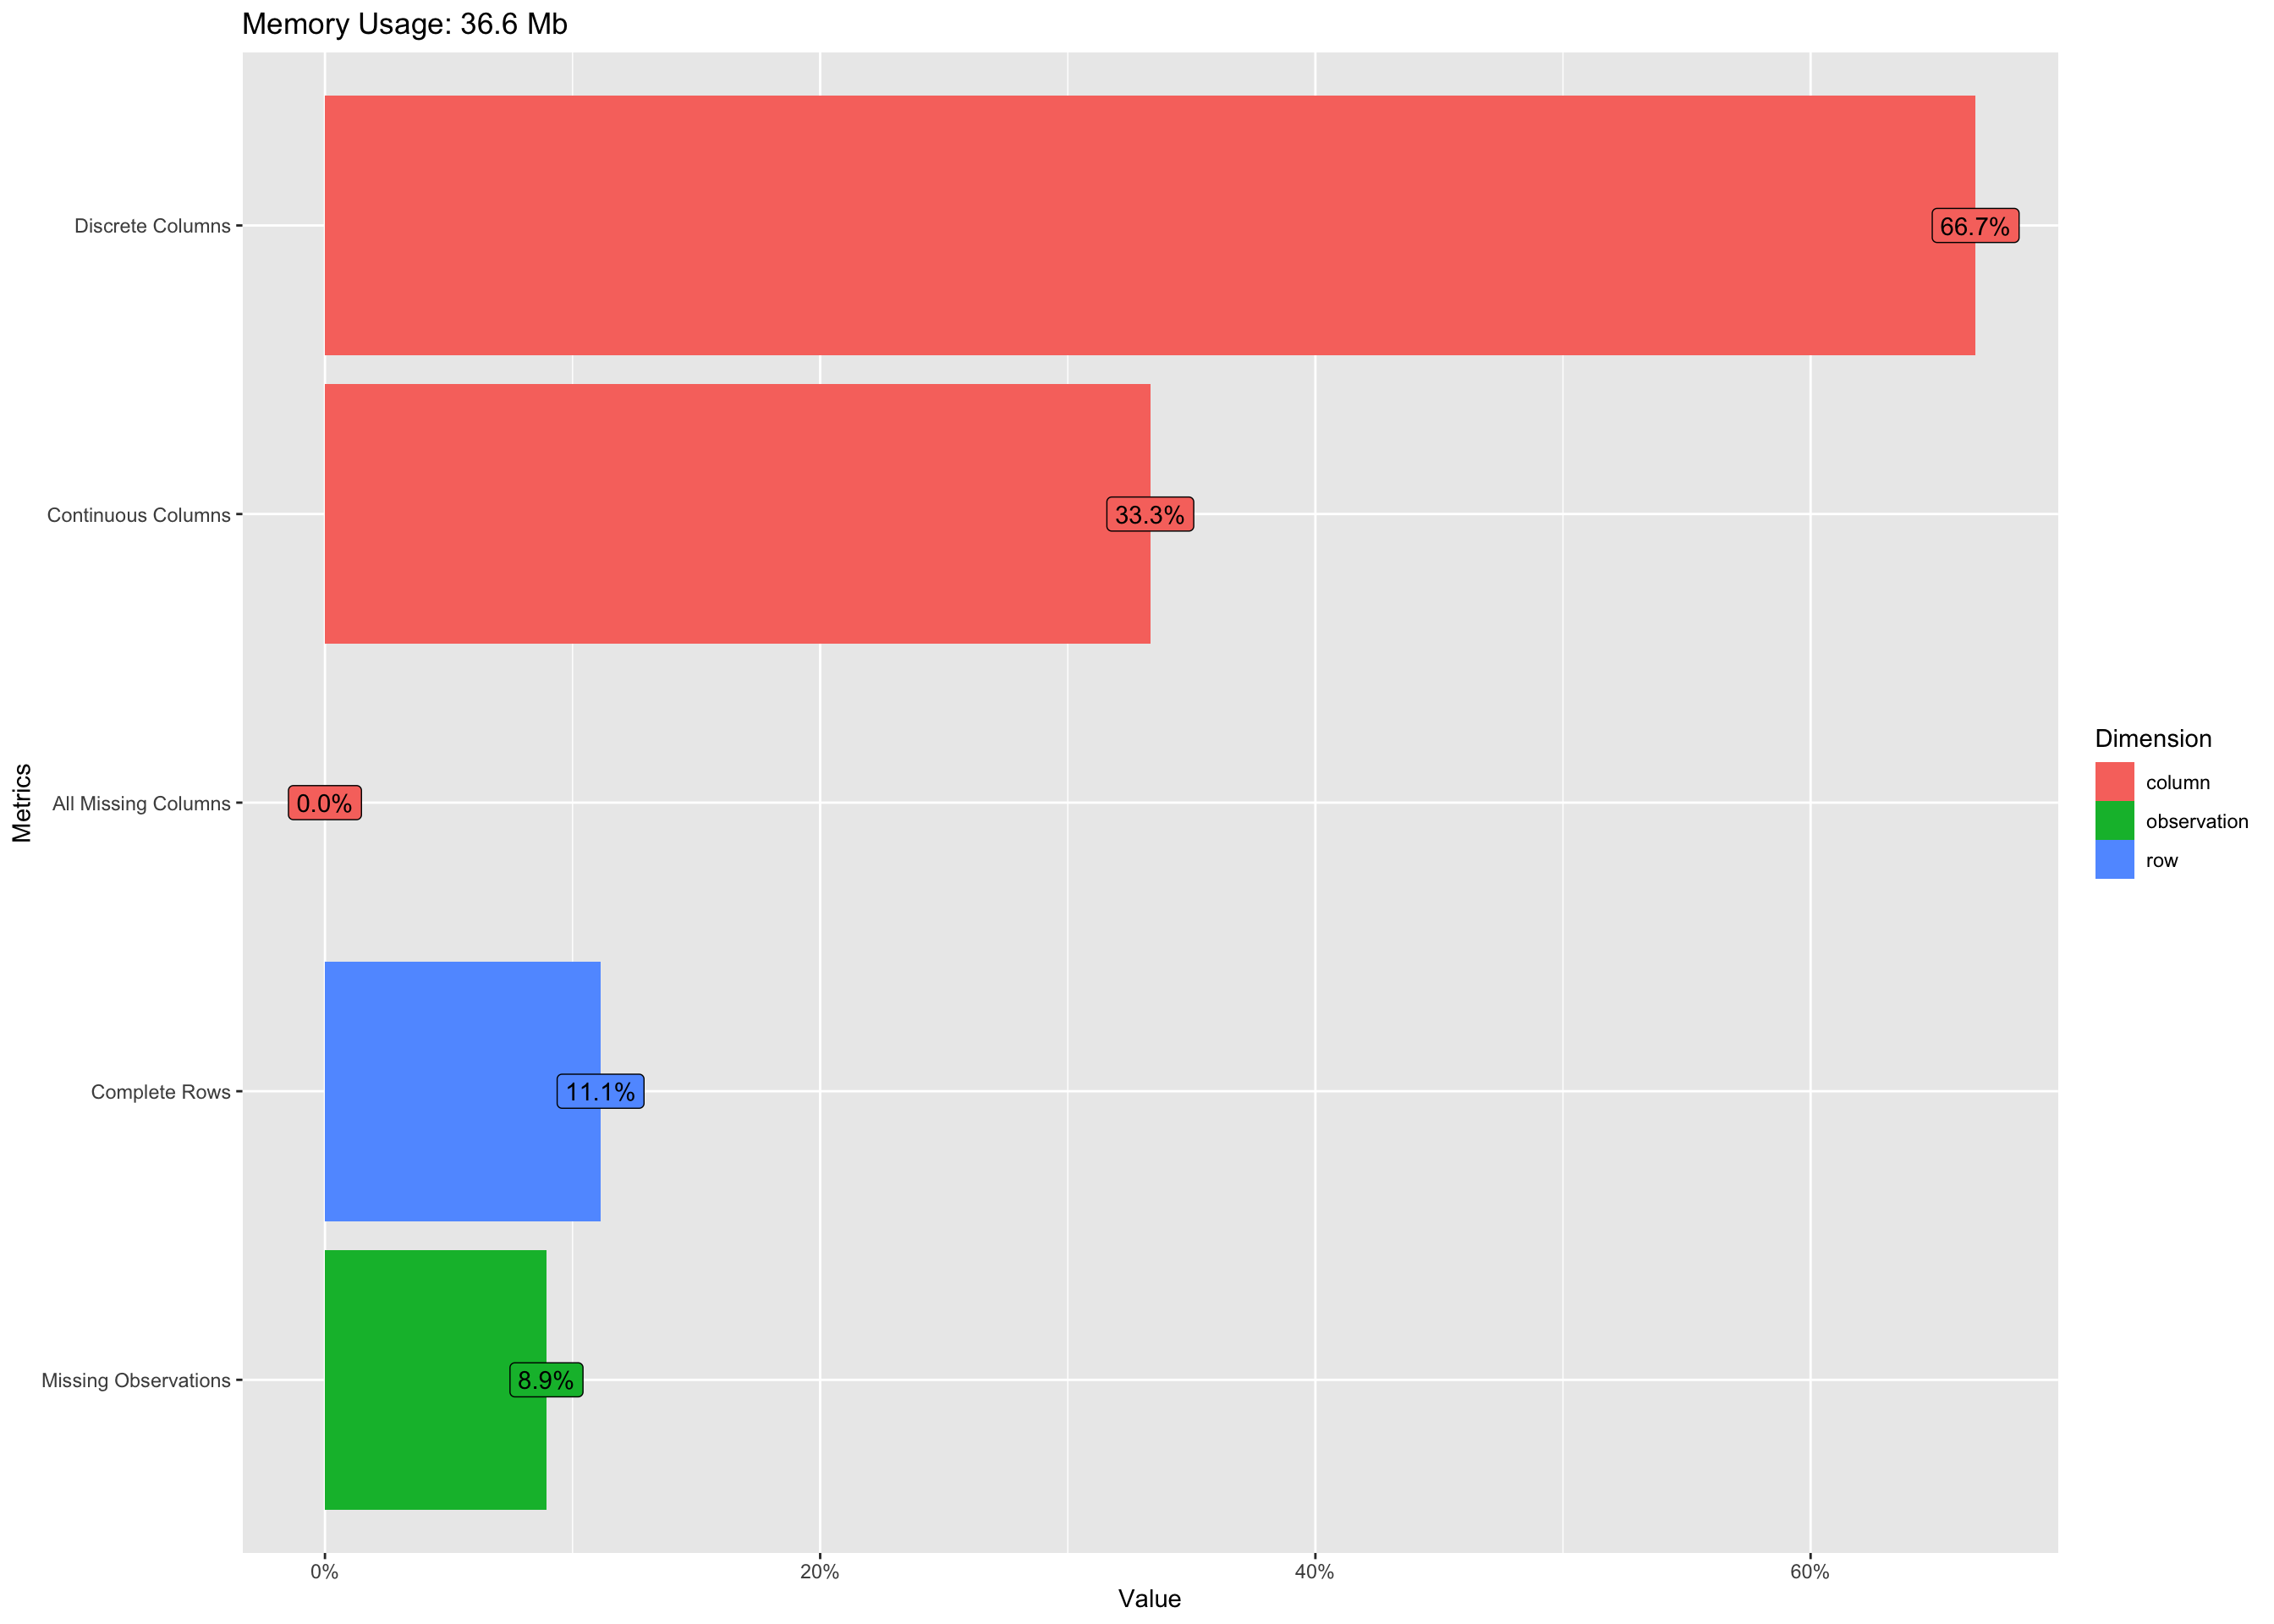 Memory Usage: 36.6 Mb
Discrete Columns
66.7%
Continuous Columns
33.3%
All Missing Columns
0.0%
Complete Rows
11.1%
Missing Observations
8.9%
Metrics
0%
20%
40%
60%
Value
Dimension
column
observation
row